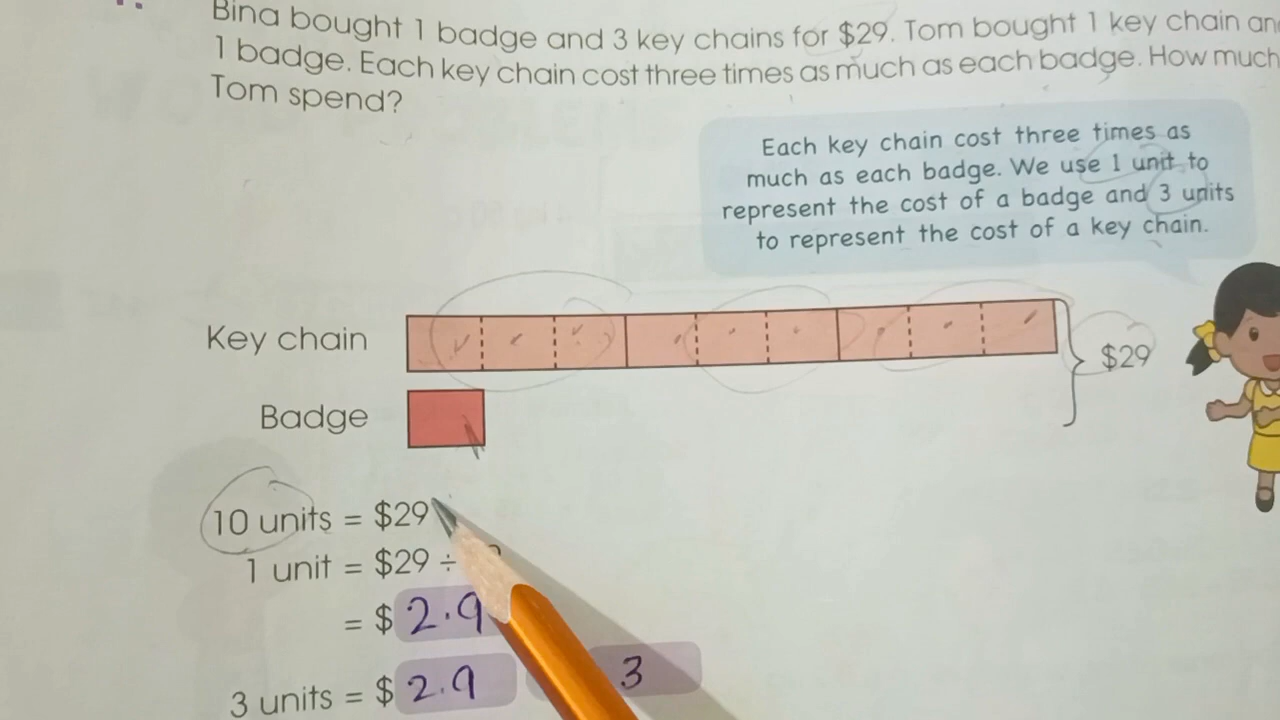 Bina bought 1 badge and 3 key chains for $29. Tom bought 1 key chain
1 badge. Each key chain cost three times as much as each badge. How much
Tom spend?
Each key chain cost three times as
much as each badge. We use 1 unit to
represent the cost of a badge and 3 units
to represent the cost of a key chain.
Key chain
$29
Badge
10 units = $29
1 unit = $29 ÷
= $ 2.9
3 units = $ 2.9 3